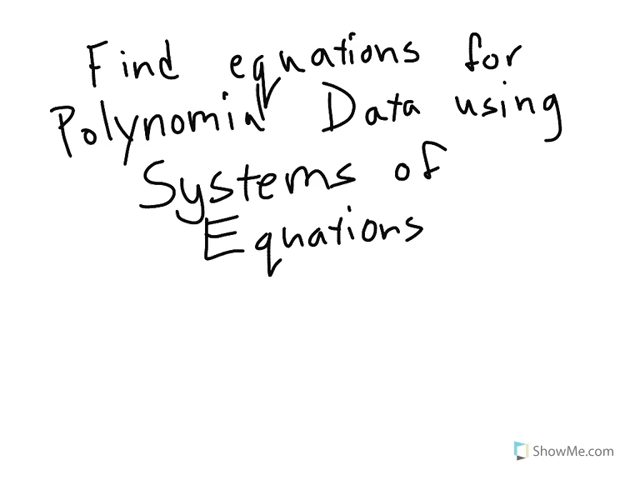 Find equations for
Polynomial Data using
Systems of
Equations
ShowMe.com